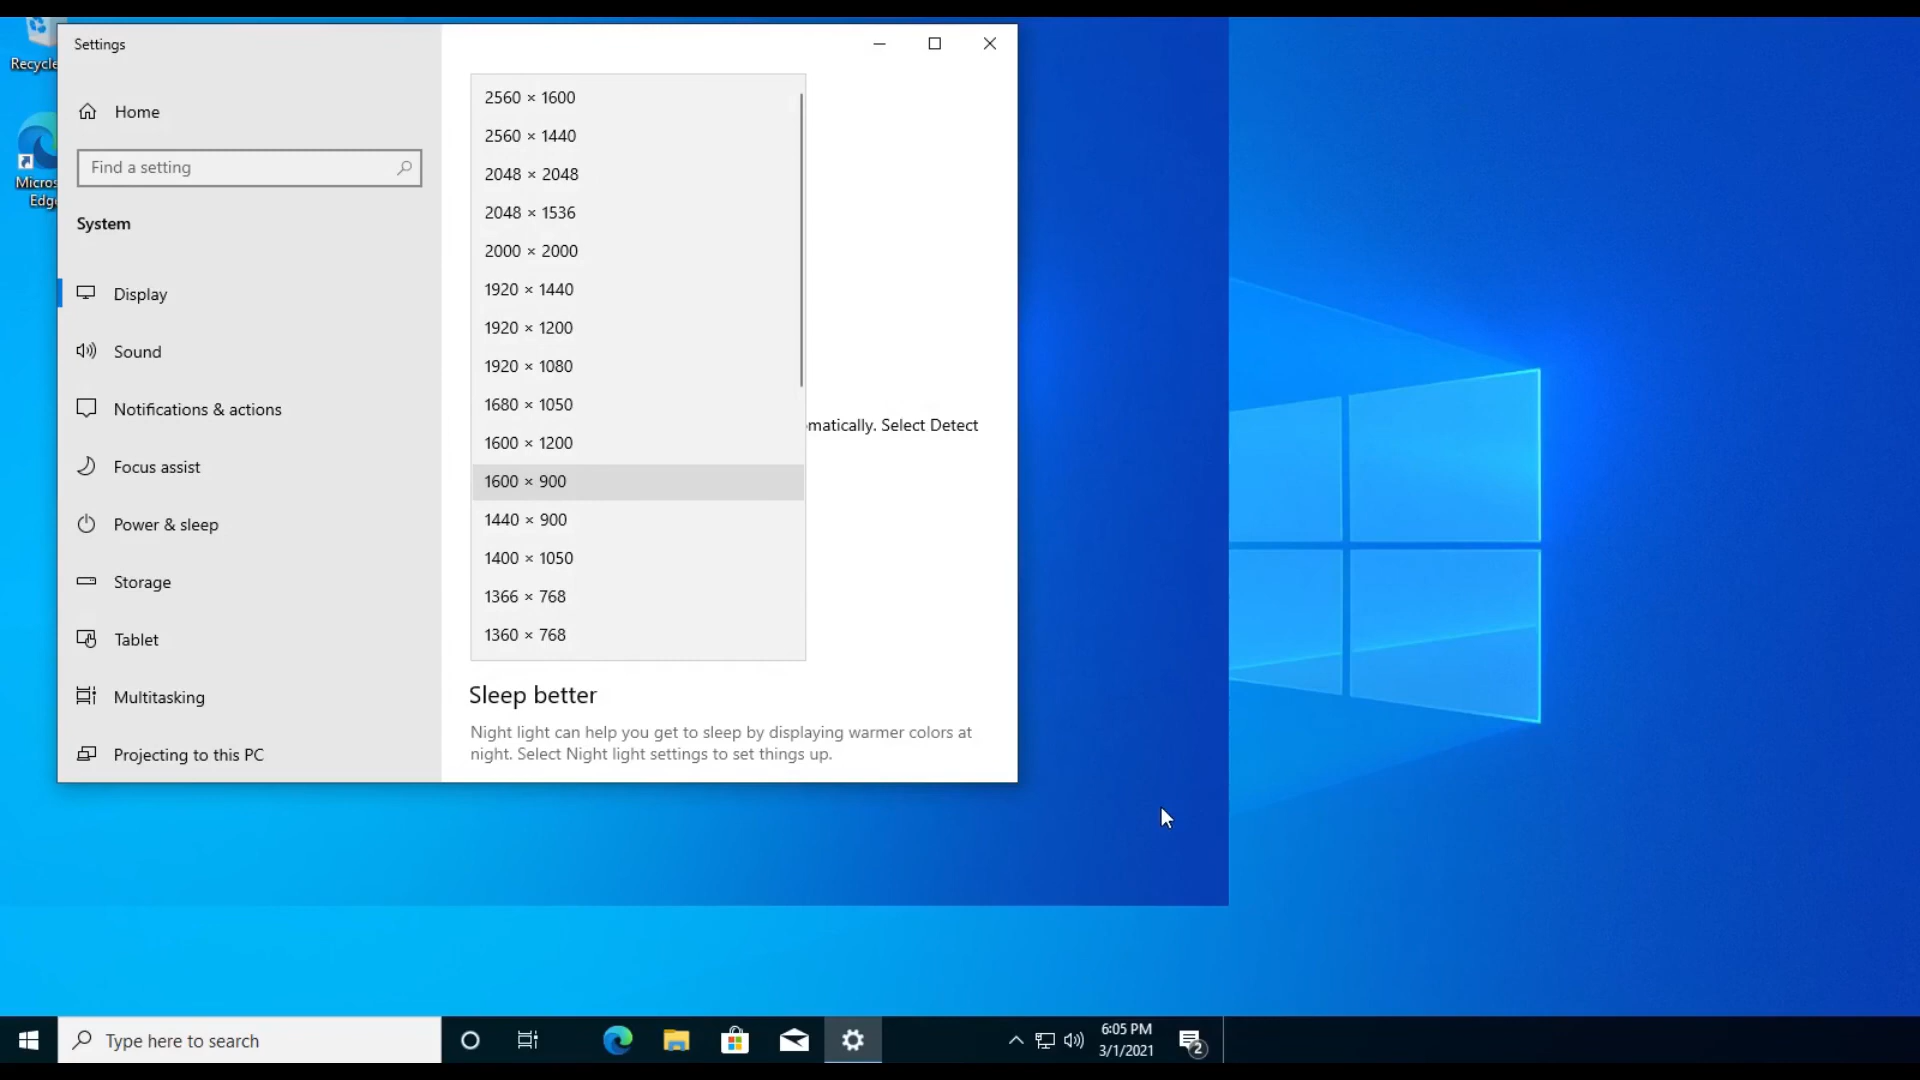 Recycle
Micros
Edge
Settings
Home
Find a setting
System
Display
Sound
Notifications & actions
Focus assist
Power & sleep
Storage
Tablet
Multitasking
Projecting to this PC
2560 × 1600
2560 × 1440
2048 × 2048
2048 × 1536
2000 × 2000
1920 × 1440
1920 × 1200
1920 × 1080
1680 × 1050
1600 × 1200
1600 × 900
1440 × 900
1400 × 1050
1366 × 768
1360 × 768
matically. Select Detect
Sleep better
Night light can help you get to sleep by displaying warmer colors at
night. Select Night light settings to set things up.
Type here to search
6:05 PM
3/1/2021
2